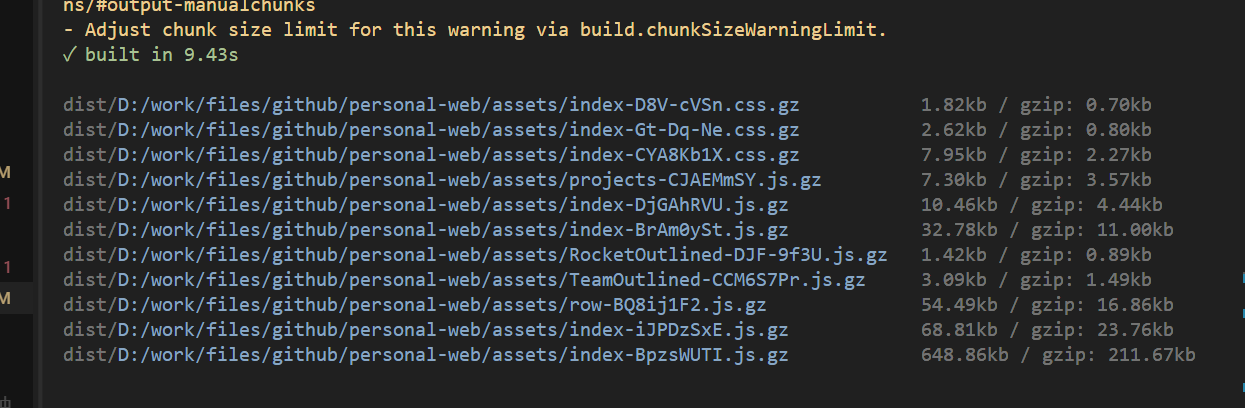 ns/#output-manualchunks
- Adjust chunk size limit for this warning via build.chunkSizeWarningLimit.
✓ built in 9.43s
dist/D:/work/files/github/personal-web/assets/index-D8V-cVSn.css.gz 1.82kb / gzip: 0.70kb
dist/D:/work/files/github/personal-web/assets/index-Gt-Dq-Ne.css.gz 2.62kb / gzip: 0.80kb
dist/D:/work/files/github/personal-web/assets/index-CYA8Kb1X.css.gz 7.95kb / gzip: 2.27kb
M
dist/D:/work/files/github/personal-web/assets/projects-CJAEMmSY.js.gz 7.30kb / gzip: 3.57kb
1
dist/D:/work/files/github/personal-web/assets/index-DjGAhRVU.js.gz 10.46kb / gzip: 4.44kb
dist/D:/work/files/github/personal-web/assets/index-BrAm0ySt.js.gz 32.78kb / gzip: 11.00kb
dist/D:/work/files/github/personal-web/assets/RocketOutlined-DJF-9f3U.js.gz 1.42kb / gzip: 0.89kb
1
dist/D:/work/files/github/personal-web/assets/TeamOutlined-CCM6S7Pr.js.gz 3.09kb / gzip: 1.49kb
M
dist/D:/work/files/github/personal-web/assets/row-BQ8ij1F2.js.gz 54.49kb / gzip: 16.86kb
dist/D:/work/files/github/personal-web/assets/index-iJPDzSxE.js.gz 68.81kb / gzip: 23.76kb
dist/D:/work/files/github/personal-web/assets/index-BpzsWUTI.js.gz 648.86kb / gzip: 211.67kb